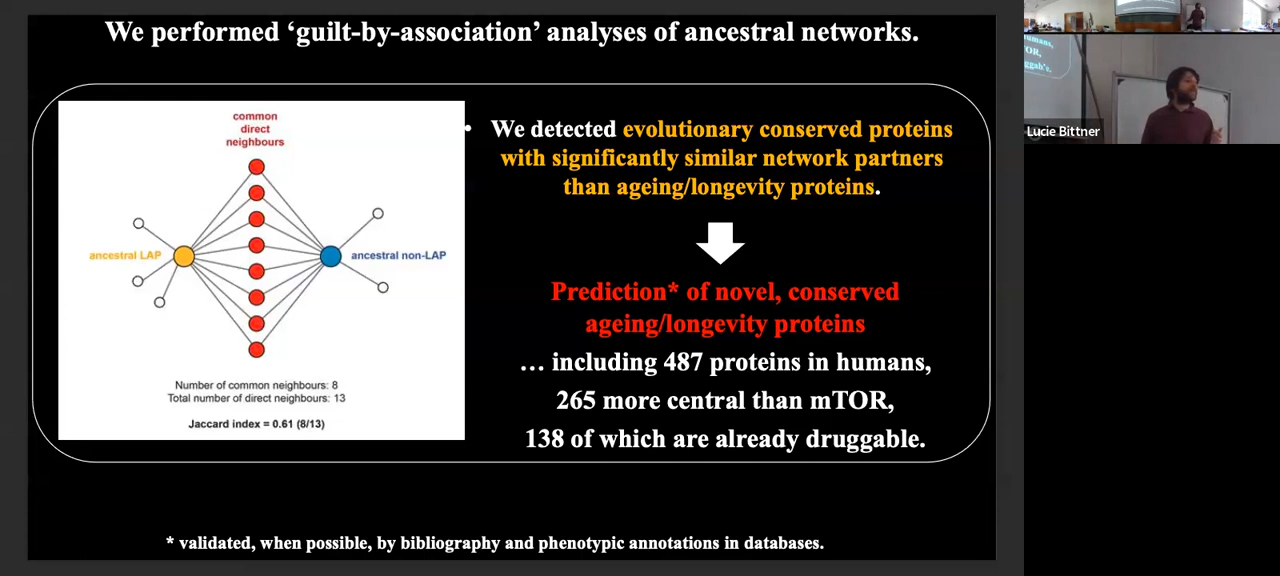 We performed ‘guilt-by-association’ analyses of ancestral networks.
common
direct
neighbours
ancestral LAP
ancestral non-LAP
Number of common neighbours: 8
Total number of direct neighbours: 13
Jaccard index = 0.61 (8/13)
• We detected evolutionary conserved proteins
with significantly similar network partners
than ageing/longevity proteins.
Prediction* of novel, conserved
ageing/longevity proteins
… including 487 proteins in humans,
265 more central than mTOR,
138 of which are already druggable.
* validated, when possible, by bibliography and phenotypic annotations in databases.
umans,
OR,
ggab'e.
Lucie Bittner